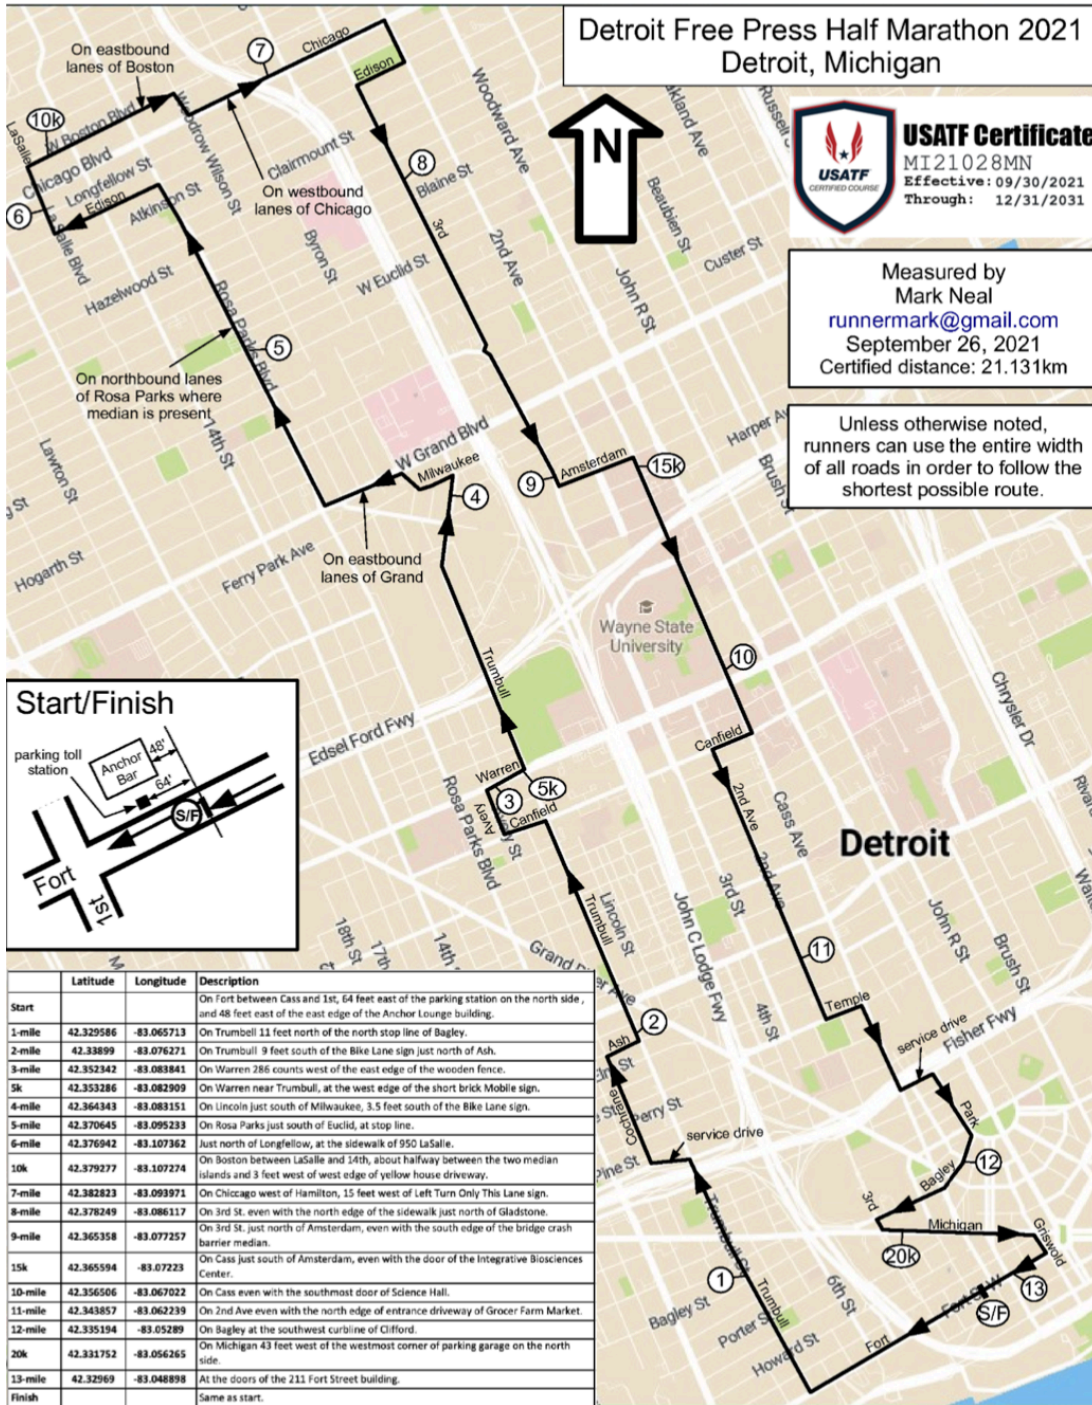 Detroit Free Press Half Marathon 2021
Detroit, Michigan
N
USATF
CERTIFIED COURSE
USATF Certificate
MI21028MN
Effective: 09/30/2021
Through: 12/31/2031
Measured by
Mark Neal
runnermark@gmail.com
September 26, 2021
Certified distance: 21.131km
Unless otherwise noted,
runners can use the entire width
of all roads in order to follow the
shortest possible route.
On eastbound
lanes of Boston
7
Chicago
Edison
10k
LaSalle
W Boston Blvd
Chicago Blvd
Longfellow St
Edison
Atkinson St
Woodrow Wilson St
Clairmount St
On westbound
lanes of Chicago
6
LaSalle Blvd
Hazelwood St
Byron St
W Euclid St
8
Blaine St
3rd
2nd Ave
Woodward Ave
Beaubien St
Custer St
John R St
Rosa Parks Blvd
5
On northbound lanes
of Rosa Parks where
median is present
14th St
Lawton St
Hogarth St
W Grand Blvd
Milwaukee
4
9
Amsterdam
15k
Brush St
On eastbound
lanes of Grand
Ferry Park Ave
Wayne State
University
10
Chrysler Dr
Trumbull
Edsel Ford Fwy
Canfield
Warren
5k
3
Avery
Canfield
Rosa Parks Blvd
2nd Ave
Cass Ave
2nd Ave
Detroit
3rd St
John C Lodge Fwy
Lincoln St
Trumbull
18th St
17th
14th
11
John R St
Brush St
4th St
Temple
service drive
Fisher Fwy
2
Ash
Cochrane
Perry St
Pine St
service drive
Park
12
Bagley
3rd
Michigan
Griswold
20k
13
Fort St W
S/F
Trumbull St
1
Trumbull
6th St
Bagley St
Porter St
Howard St
Fort
Start/Finish
parking toll
station
Anchor
Bar
48'
64'
S/F
Fort
1st
Latitude Longitude Description
Start On Fort between Cass and 1st, 64 feet east of the parking station on the north side ,
and 48 feet east of the east edge of the Anchor Lounge building.
1-mile 42.329586 -83.065713 On Trumbell 11 feet north of the north stop line of Bagley.
2-mile 42.33899 -83.076271 On Trumbull 9 feet south of the Bike Lane sign just north of Ash.
3-mile 42.352342 -83.083841 On Warren 286 counts west of the east edge of the wooden fence.
5k 42.353286 -83.082909 On Warren near Trumbull, at the west edge of the short brick Mobile sign.
4-mile 42.364343 -83.083151 On Lincoln just south of Milwaukee, 3.5 feet south of the Bike Lane sign.
5-mile 42.370645 -83.095233 On Rosa Parks just south of Euclid, at stop line.
6-mile 42.376942 -83.107362 Just north of Longfellow, at the sidewalk of 950 LaSalle.
10k 42.379277 -83.107274 On Boston between LaSalle and 14th, about halfway between the two median
islands and 3 feet west of west edge of yellow house driveway.
7-mile 42.382823 -83.093971 On Chiccago west of Hamilton, 15 feet west of Left Turn Only This Lane sign.
8-mile 42.378249 -83.086117 On 3rd St. even with the north edge of the sidewalk just north of Gladstone.
9-mile 42.365358 -83.077257 On 3rd St. just north of Amsterdam, even with the south edge of the bridge crash
barrier median.
15k 42.365594 -83.07223 On Cass just south of Amsterdam, even with the door of the Integrative Biosciences
Center.
10-mile 42.356506 -83.067022 On Cass even with the southmost door of Science Hall.
11-mile 42.343857 -83.062239 On 2nd Ave even with the north edge of entrance driveway of Grocer Farm Market.
12-mile 42.335194 -83.05289 On Bagley at the southwest curbline of Clifford.
20k 42.331752 -83.056265 On Michigan 43 feet west of the westmost corner of parking garage on the north
side.
13-mile 42.32969 -83.048898 At the doors of the 211 Fort Street building.
Finish Same as start.